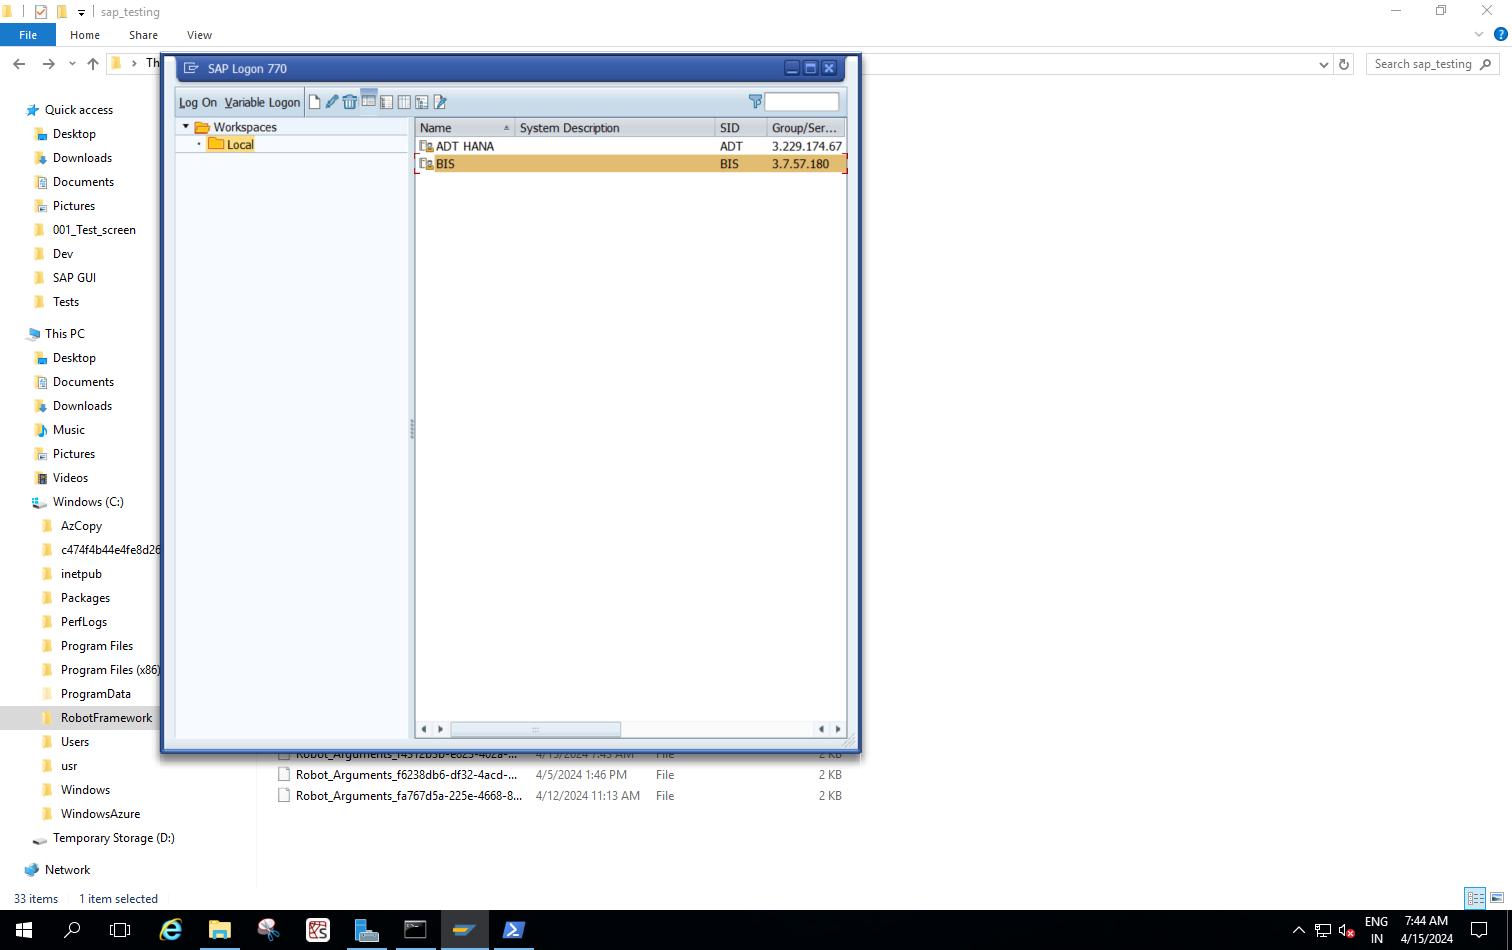 sap_testing
File Home Share View
Th
Search sap_testing
SAP Logon 770
Log On Variable Logon
Workspaces
Local
Name System Description SID Group/Ser...
ADT HANA ADT 3.229.174.67
BIS BIS 3.7.57.180
Quick access
Desktop
Downloads
Documents
Pictures
001_Test_screen
Dev
SAP GUI
Tests
This PC
Desktop
Documents
Downloads
Music
Pictures
Videos
Windows (C:)
AzCopy
c474f4b44e4fe8d26
inetpub
Packages
PerfLogs
Program Files
Program Files (x86)
ProgramData
RobotFramework
Users
usr
Windows
WindowsAzure
Temporary Storage (D:)
Network
4/15/2024 7:43 AM File 2 KB
Robot_Arguments_f6238db6-df32-4acd-... 4/5/2024 1:46 PM File 2 KB
Robot_Arguments_fa767d5a-225e-4668-8... 4/12/2024 11:13 AM File 2 KB
33 items 1 item selected
ENG
IN
7:44 AM
4/15/2024